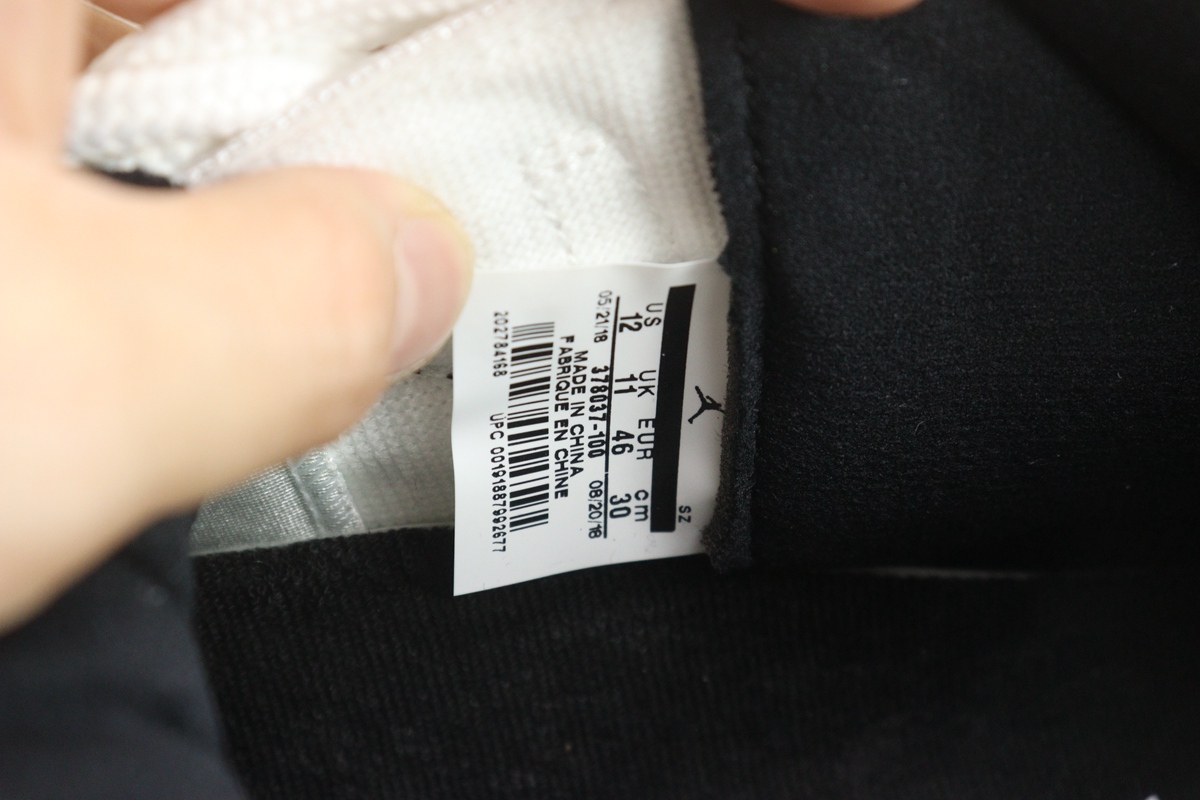 SZ
US UK EUR cm
12 11 46 30
05/21/18 378037-100 08/20/18
MADE IN CHINA
FABRIQUE EN CHINE
202784168 UPC 00191887992677